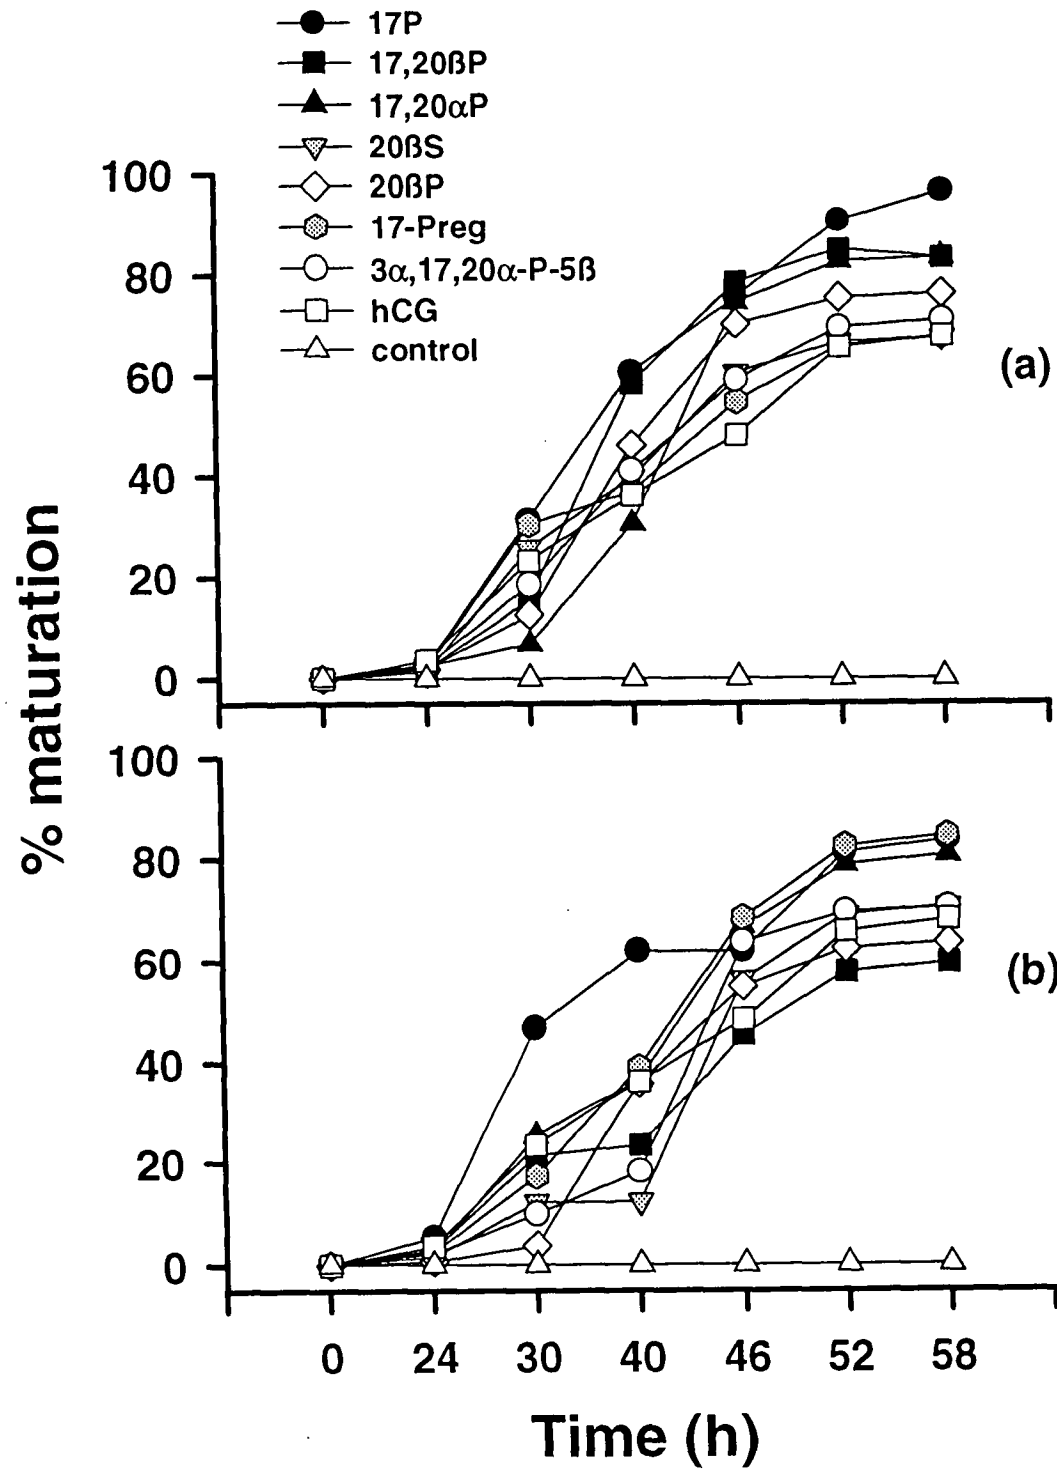 17P
17,20ßP
17,20αP
20ßS
20ßP
17-Preg
3α,17,20α-P-5ß
hCG
control
100
80
60
40
20
0
(a)
% maturation
100
80
60
40
20
0
(b)
0 24 30 40 46 52 58
Time (h)